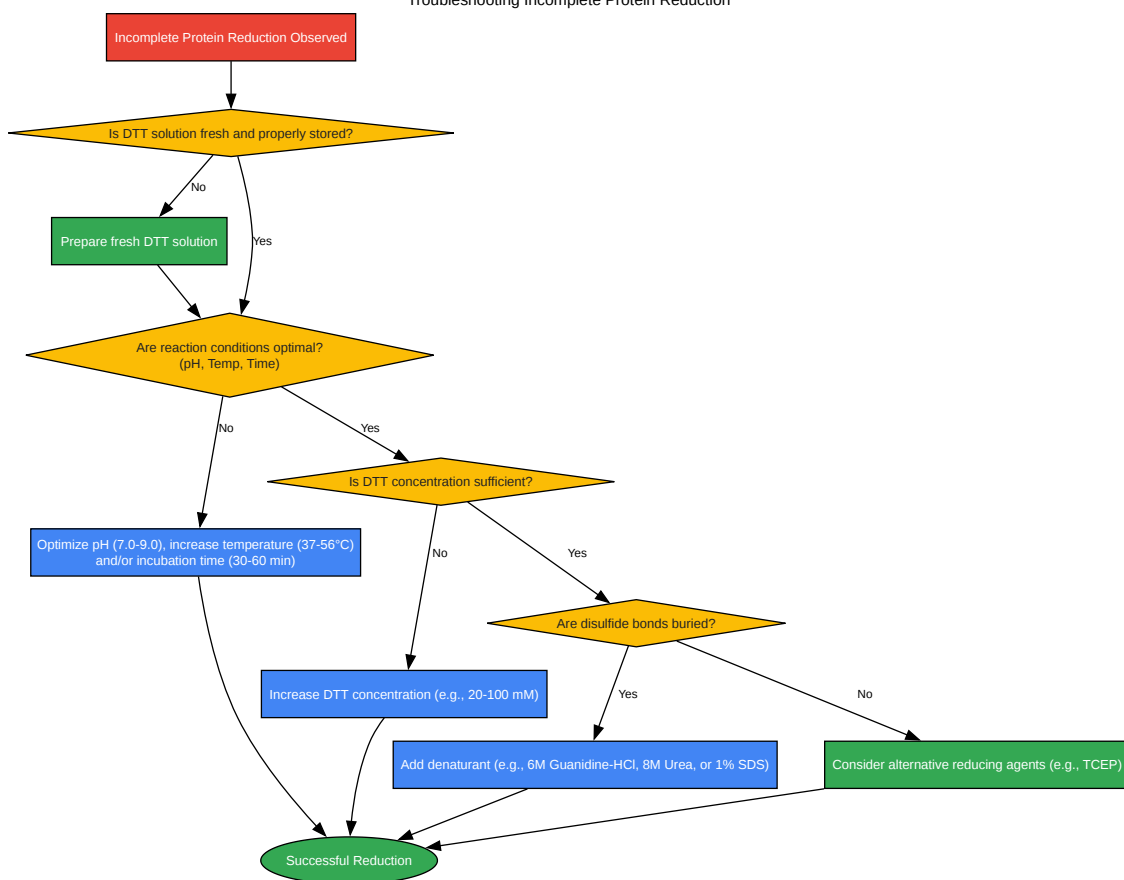 Troubleshooting Incomplete Protein Reduction
Incomplete Protein Reduction Observed
Is DTT solution fresh and properly stored?
No
Prepare fresh DTT solution
Yes
Are reaction conditions optimal?
(pH, Temp, Time)
No
Yes
Is DTT concentration sufficient?
Optimize pH (7.0-9.0), increase temperature (37-56°C)
and/or incubation time (30-60 min)
No
Yes
Are disulfide bonds buried?
Increase DTT concentration (e.g., 20-100 mM)
Yes
No
Add denaturant (e.g., 6M Guanidine-HCl, 8M Urea, or 1% SDS)
Consider alternative reducing agents (e.g., TCEP)
Successful Reduction